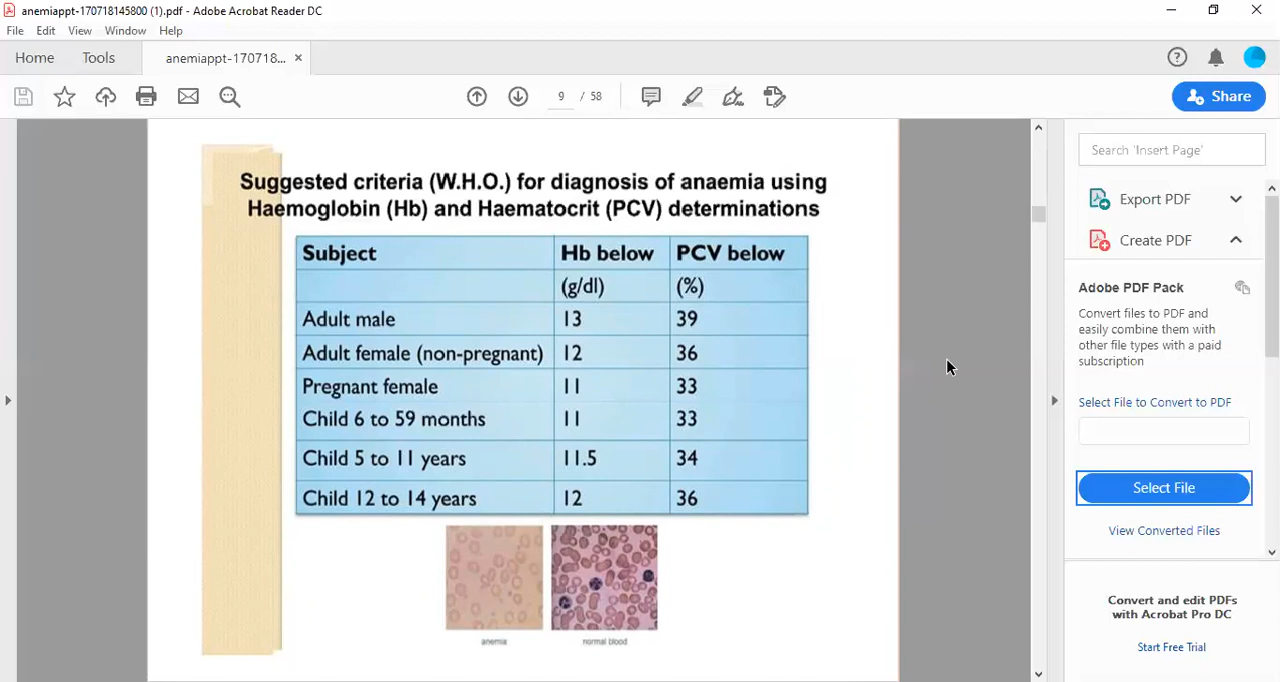 anemiappt-170718145800 (1).pdf - Adobe Acrobat Reader DC
File Edit View Window Help
Home Tools anemiappt-170718... ×
9 / 58
Share
Suggested criteria (W.H.O.) for diagnosis of anaemia using
Haemoglobin (Hb) and Haematocrit (PCV) determinations
Subject Hb below PCV below
(g/dl) (%)
Adult male 13 39
Adult female (non-pregnant) 12 36
Pregnant female 11 33
Child 6 to 59 months 11 33
Child 5 to 11 years 11.5 34
Child 12 to 14 years 12 36
anemia normal blood
Search 'Insert Page'
Export PDF
Create PDF
Adobe PDF Pack
Convert files to PDF and
easily combine them with
other file types with a paid
subscription
Select File to Convert to PDF
Select File
View Converted Files
Convert and edit PDFs
with Acrobat Pro DC
Start Free Trial